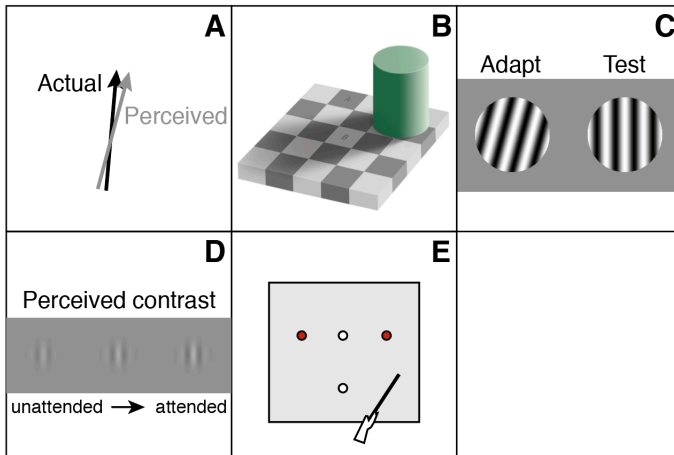 A
Actual
Perceived
B
A
B
C
Adapt Test
D
Perceived contrast
unattended → attended
E